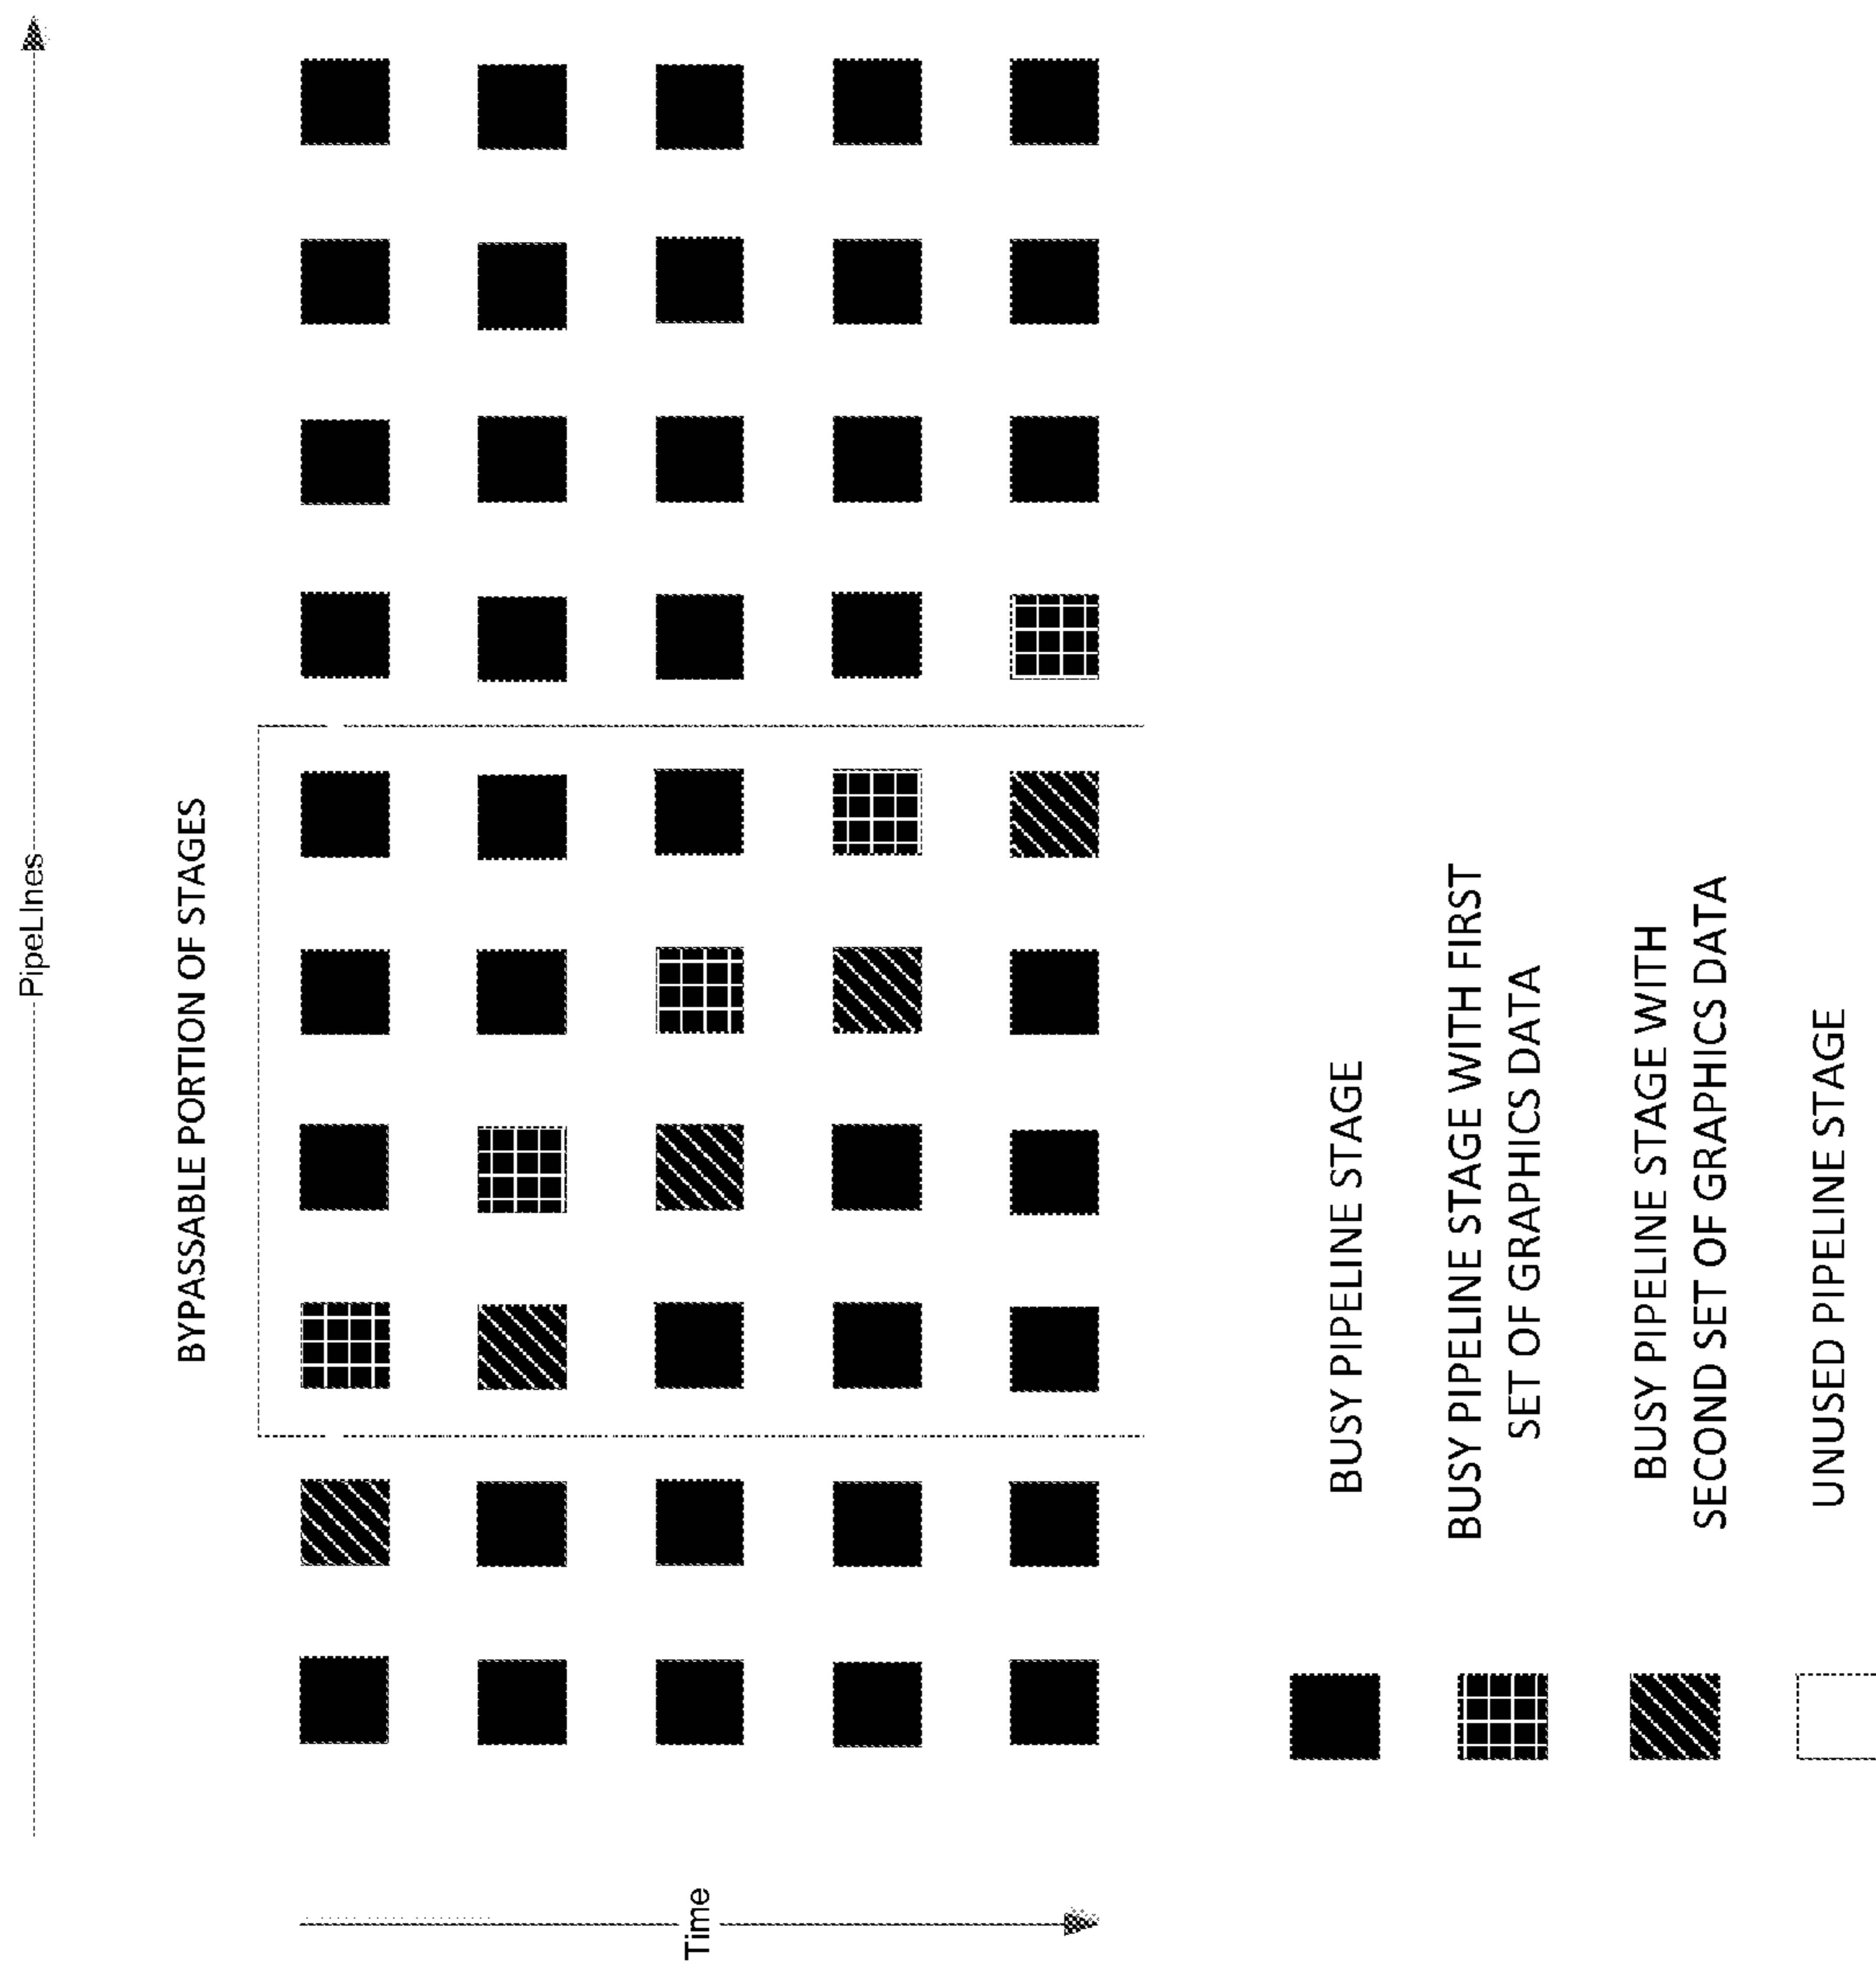 PipeLInes
BYPASSABLE PORTION OF STAGES
Time
BUSY PIPELINE STAGE
BUSY PIPELINE STAGE WITH FIRST
SET OF GRAPHICS DATA
BUSY PIPELINE STAGE WITH
SECOND SET OF GRAPHICS DATA
UNUSED PIPELINE STAGE